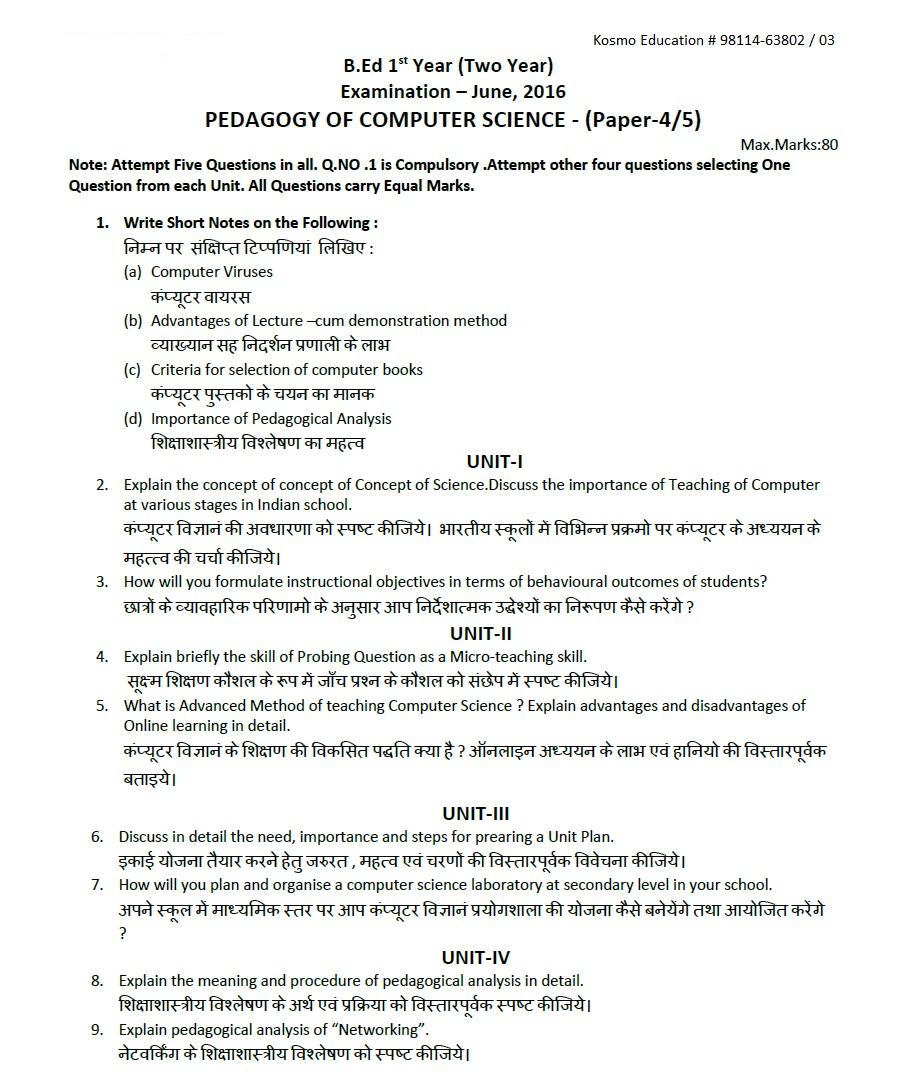 Kosmo Education # 98114-63802 / 03
B.Ed 1st Year (Two Year)
Examination – June, 2016
PEDAGOGY OF COMPUTER SCIENCE - (Paper-4/5)
Max.Marks:80
Note: Attempt Five Questions in all. Q.NO .1 is Compulsory .Attempt other four questions selecting One
Question from each Unit. All Questions carry Equal Marks.
1. Write Short Notes on the Following :
निम्न पर संक्षिप्त टिप्पणियां लिखिए :
(a) Computer Viruses
कंप्यूटर वायरस
(b) Advantages of Lecture –cum demonstration method
व्याख्यान सह निदर्शन प्रणाली के लाभ
(c) Criteria for selection of computer books
कंप्यूटर पुस्तको के चयन का मानक
(d) Importance of Pedagogical Analysis
शिक्षाशास्त्रीय विश्लेषण का महत्व
UNIT-I
2. Explain the concept of concept of Concept of Science.Discuss the importance of Teaching of Computer
at various stages in Indian school.
कंप्यूटर विज्ञानं की अवधारणा को स्पष्ट कीजिये। भारतीय स्कूलों में विभिन्न प्रक्रमो पर कंप्यूटर के अध्ययन के
महत्त्व की चर्चा कीजिये।
3. How will you formulate instructional objectives in terms of behavioural outcomes of students?
छात्रों के व्यावहारिक परिणामो के अनुसार आप निर्देशात्मक उद्धेश्यों का निरूपण कैसे करेंगे ?
UNIT-II
4. Explain briefly the skill of Probing Question as a Micro-teaching skill.
सूक्ष्म शिक्षण कौशल के रूप में जाँच प्रश्न के कौशल को संछेप में स्पष्ट कीजिये।
5. What is Advanced Method of teaching Computer Science ? Explain advantages and disadvantages of
Online learning in detail.
कंप्यूटर विज्ञानं के शिक्षण की विकसित पद्धति क्या है ? ऑनलाइन अध्ययन के लाभ एवं हानियो की विस्तारपूर्वक
बताइये।
UNIT-III
6. Discuss in detail the need, importance and steps for prearing a Unit Plan.
इकाई योजना तैयार करने हेतु जरुरत , महत्व एवं चरणों की विस्तारपूर्वक विवेचना कीजिये।
7. How will you plan and organise a computer science laboratory at secondary level in your school.
अपने स्कूल में माध्यमिक स्तर पर आप कंप्यूटर विज्ञानं प्रयोगशाला की योजना कैसे बनेयेंगे तथा आयोजित करेंगे
?
UNIT-IV
8. Explain the meaning and procedure of pedagogical analysis in detail.
शिक्षाशास्त्रीय विश्लेषण के अर्थ एवं प्रक्रिया को विस्तारपूर्वक स्पष्ट कीजिये।
9. Explain pedagogical analysis of “Networking”.
नेटवर्किंग के शिक्षाशास्त्रीय विश्लेषण को स्पष्ट कीजिये।